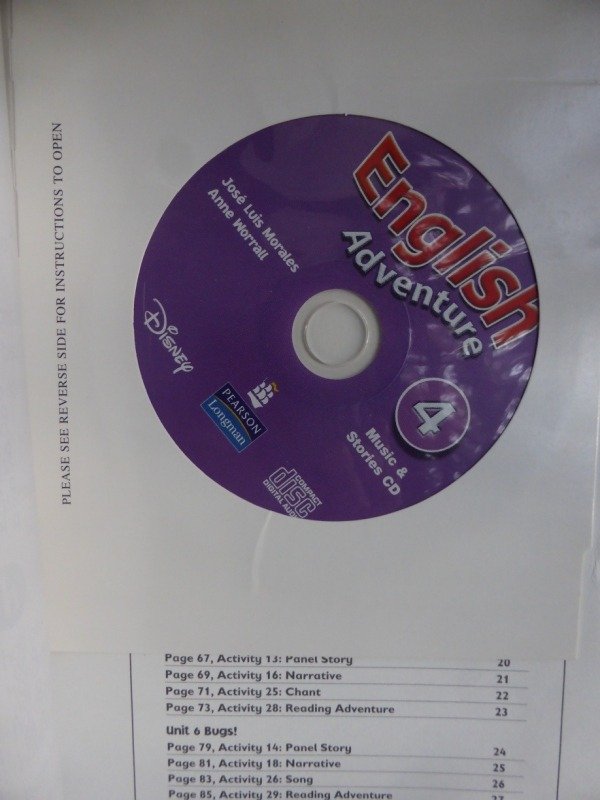 PLEASE SEE REVERSE SIDE FOR INSTRUCTIONS TO OPEN
English
Adventure
4
José Luis Morales
Anne Worrall
Music &
Stories CD
DISNEY
PEARSON
Longman
COMPACT
disc
DIGITAL AUDIO
Page 67, Activity 13: Panel Story 20
Page 69, Activity 16: Narrative 21
Page 71, Activity 25: Chant 22
Page 73, Activity 28: Reading Adventure 23
Unit 6 Bugs!
Page 79, Activity 14: Panel Story 24
Page 81, Activity 18: Narrative 25
Page 83, Activity 26: Song 26
Page 85, Activity 29: Reading Adventure 27